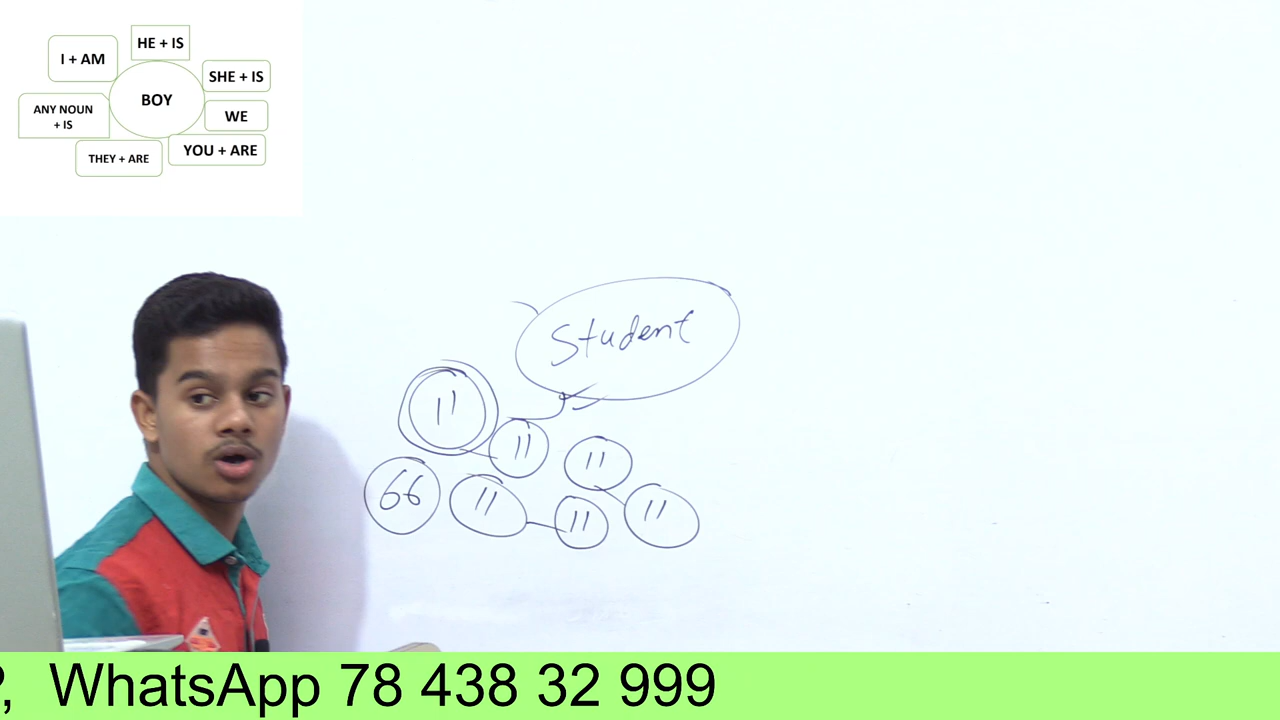 HE + IS
I + AM
SHE + IS
BOY
ANY NOUN
+ IS
WE
YOU + ARE
THEY + ARE
Student
11
11
11
66
11
11
11
?, WhatsApp 78 438 32 999